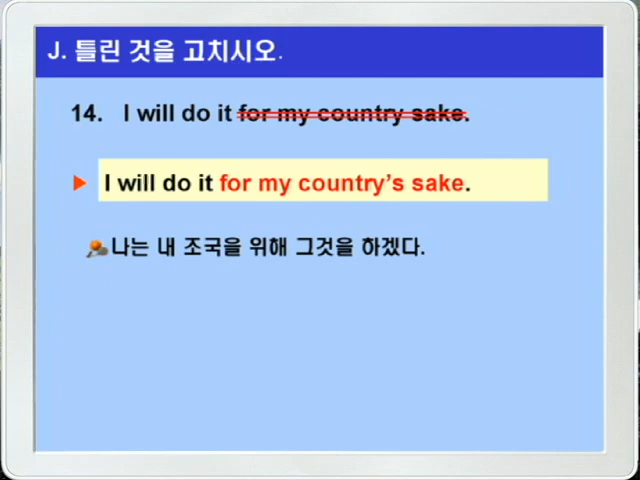 J. 틀린 것을 고치시오.
14. I will do it for my country sake.
I will do it for my country's sake.
나는 내 조국을 위해 그것을 하겠다.